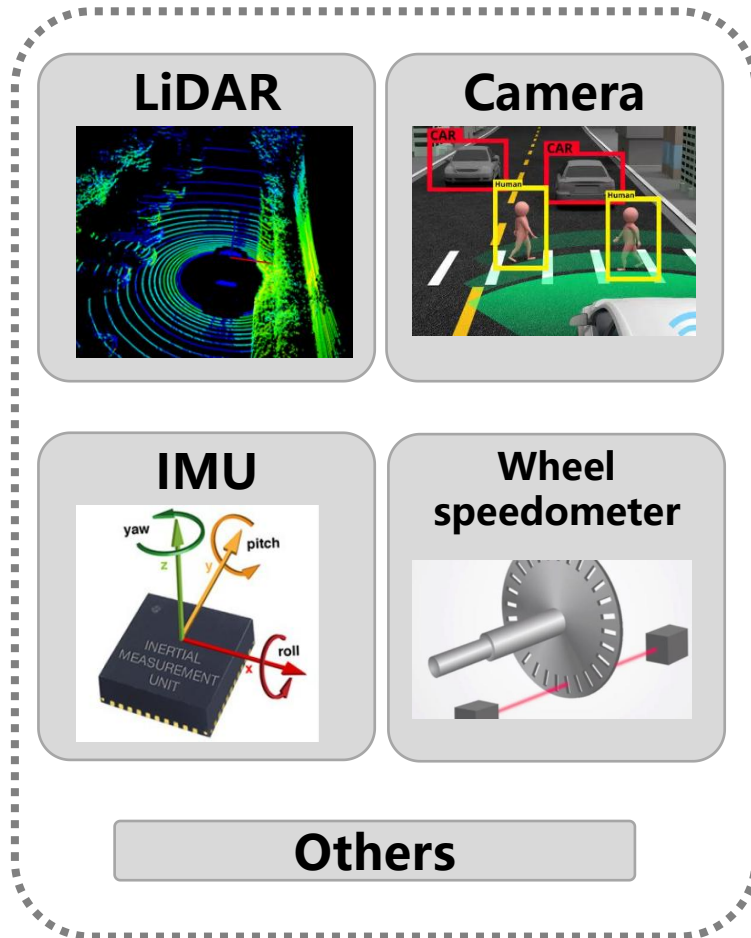 LiDAR
Camera
CAR
CAR
Human
Human
IMU
yaw
pitch
z
y
roll
x
INERTIAL
MEASUREMENT
UNIT
Wheel
speedometer
Others